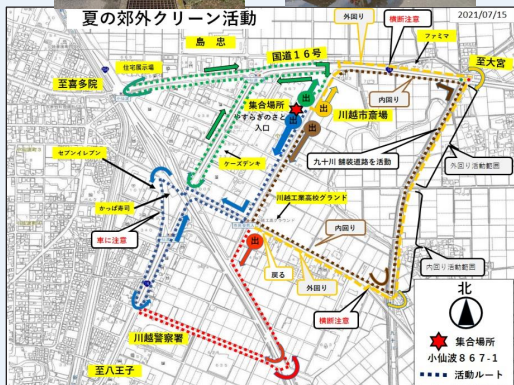 夏の郊外クリーン活動
2021/07/15
外回り
横断注意
ファミマ
島 忠
国道16号
至大宮
住宅展示場
至喜多院
内回り
出
集合場所
やすらぎのさと
入口
出
出
出
川越市斎場
セブンイレブン
ケーズデンキ
九十川 舗装道路を活動
外回り活動範囲
かっぱ寿司
川越工業高校グランド
車に注意
内回り
出
戻る
外回り
内回り活動範囲
横断注意
北
川越警察署
集合場所
小仙波867-1
至八王子
活動ルート